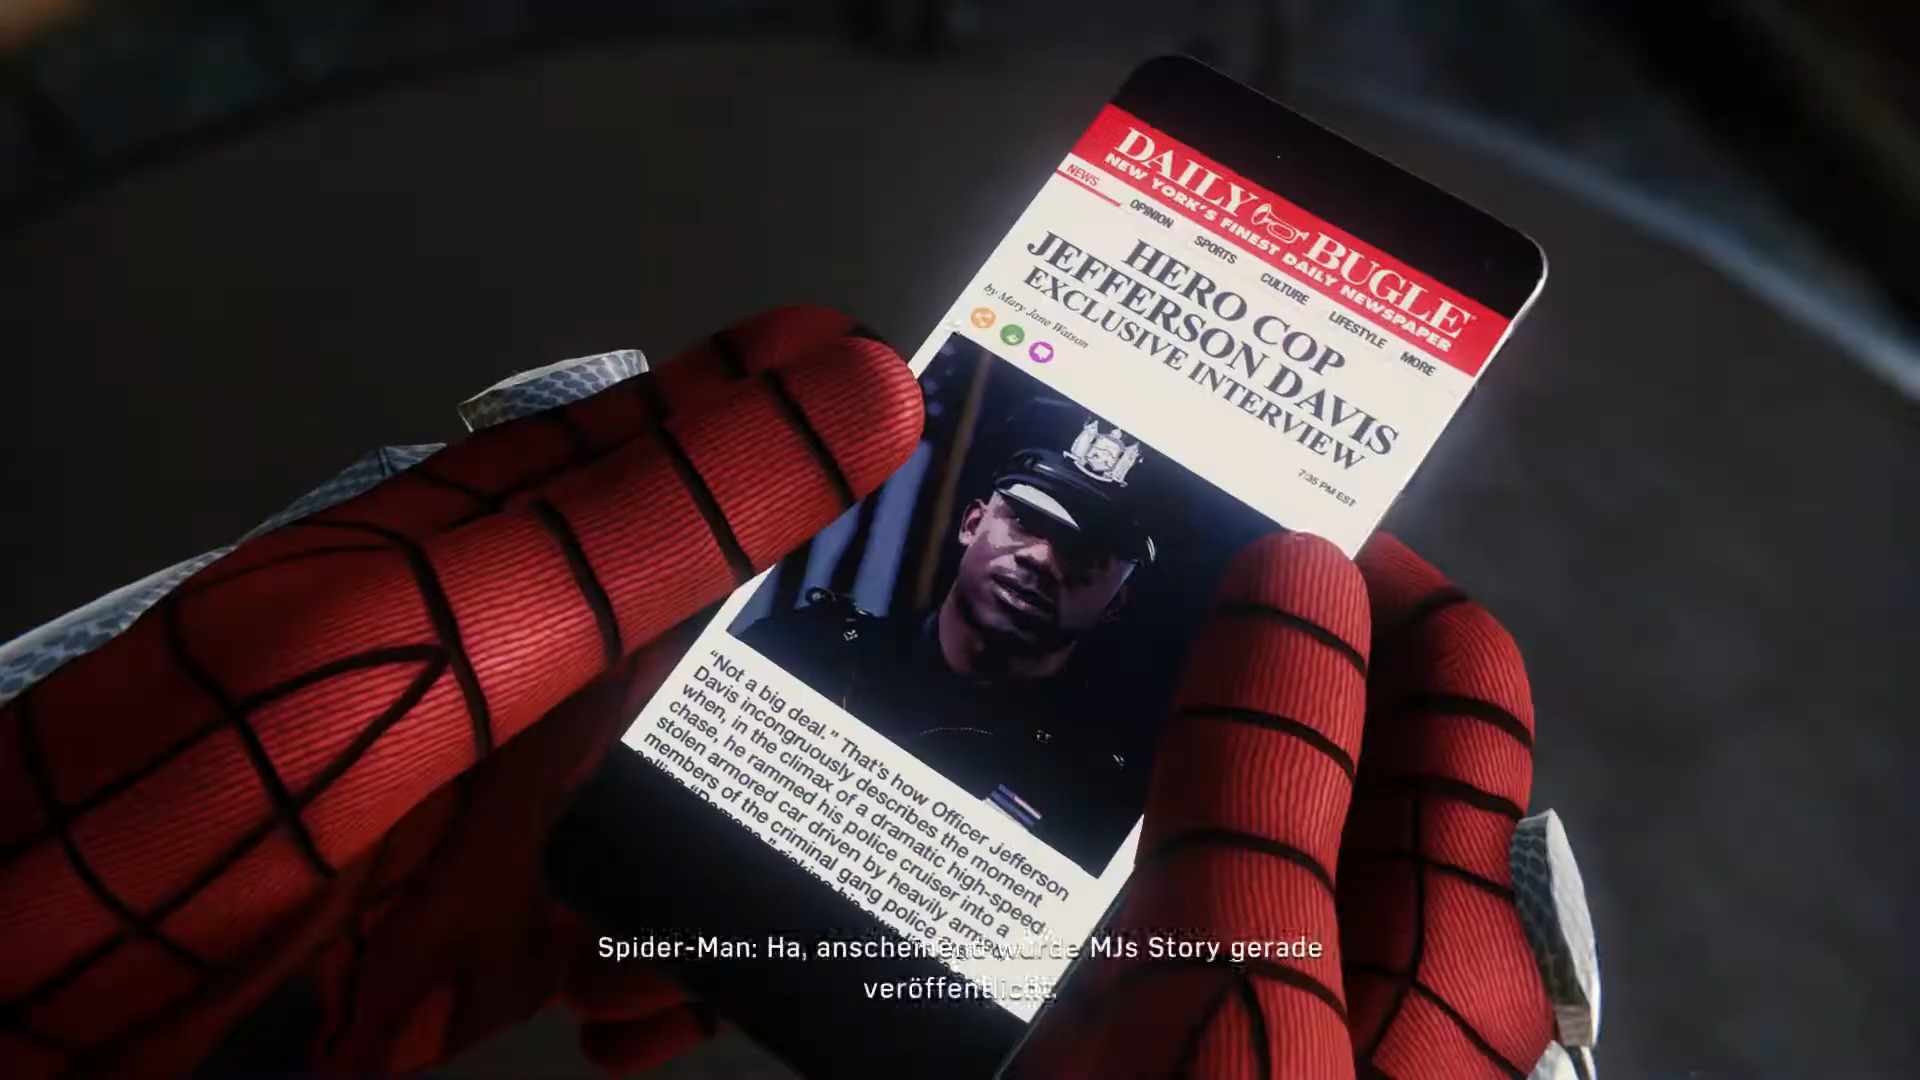 DAILY BUGLE
NEW YORK'S FINEST DAILY NEWSPAPER
NEWS OPINION SPORTS CULTURE LIFESTYLE MORE
HERO COP
JEFFERSON DAVIS
EXCLUSIVE INTERVIEW
by Mary Jane Watson
7:35 PM EST
“Not a big deal.” That's how Officer Jefferson
Davis incongruously describes the moment
when, in the climax of a dramatic high-speed
chase, he rammed his police cruiser into a
stolen armored car driven by heavily
members of the criminal gang police
Spider-Man: Ha, anscheinend wurde MJs Story gerade
veröffentlicht.